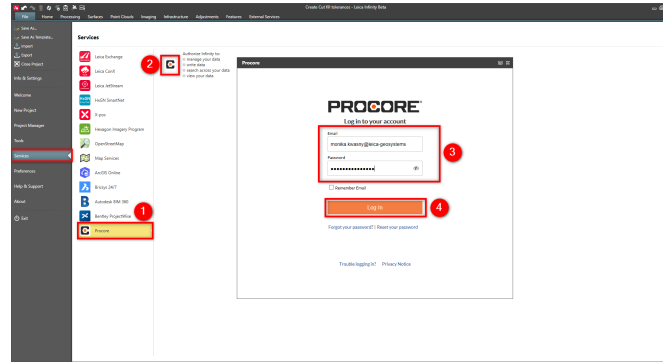 Create Cut fill tolerances - Leica Infinity Beta
File Home Processing Surfaces Point Clouds Imaging Infrastructure Adjustments Features External Services
Save As...
Save As Template...
Import
Export
Close Project
Info & Settings
Welcome
New Project
Project Manager
Tools
Services
Preferences
Help & Support
About
Exit
Services
Leica Exchange
Leica ConX
Leica JetStream
HxGN SmartNet
X-pos
Hexagon Imagery Program
OpenStreetMap
Map Services
ArcGIS Online
Bricsys 24/7
Autodesk BIM 360
Bentley ProjectWise
Procore
1
2
Authorize Infinity to:
manage your data
write data
search across your data
view your data
Procore
PROCORE
Log in to your account
Email
monika.kwasny@leica-geosystems
Password
3
Remember Email
Log In
4
Forgot your password? | Reset your password
Trouble logging in? Privacy Notice